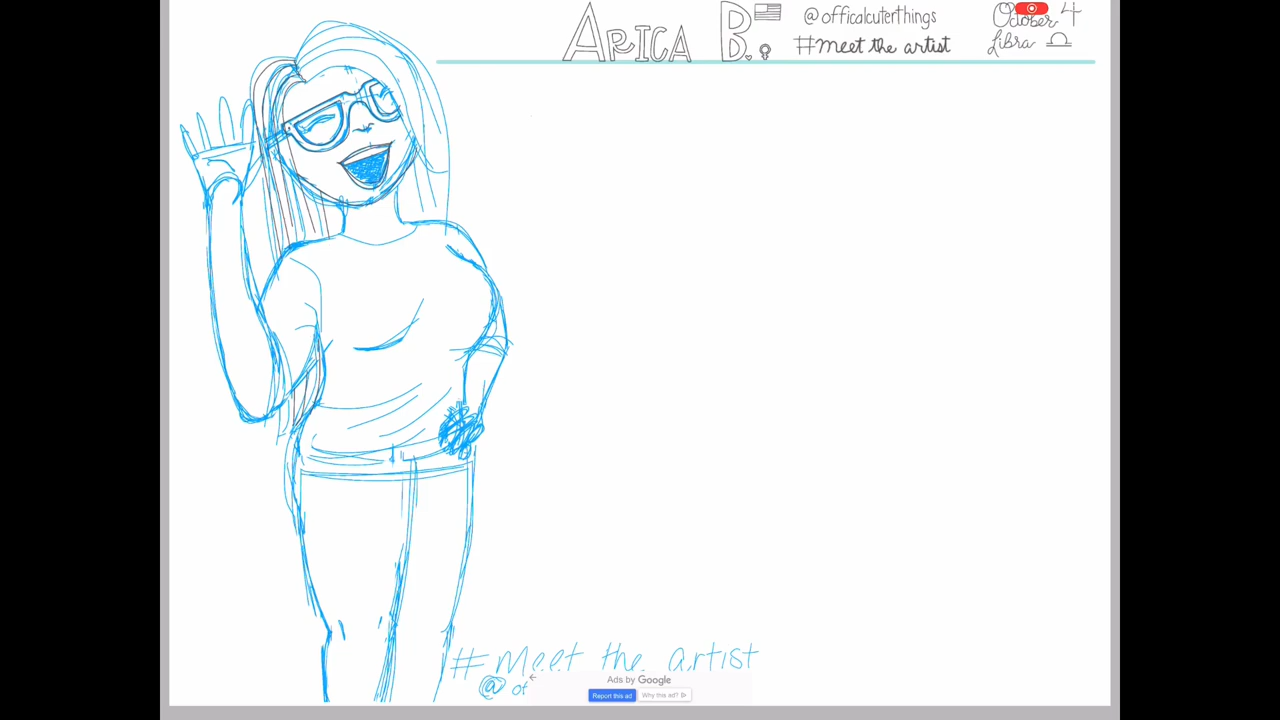 ARICA B.
@officalcuterthings
#meet the artist
October 4
Libra
#meet the artist
@ of
Ads by Google
Report this ad
Why this ad?